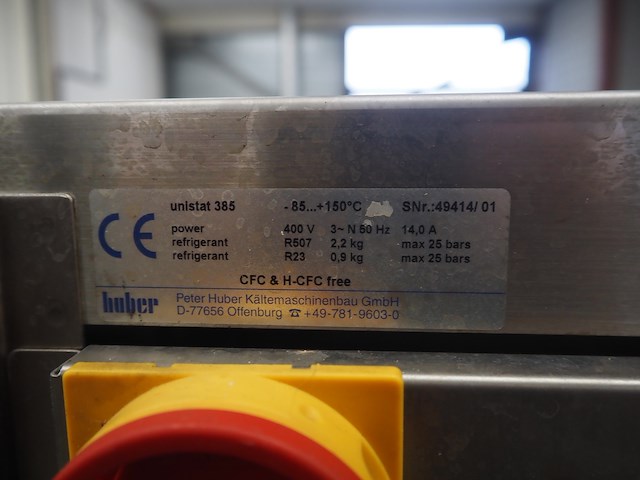 unistat 385 - 85...+150°C SNr.:49414/ 01
power 400 V 3~ N 50 Hz 14,0 A
refrigerant R507 2,2 kg max 25 bars
refrigerant R23 0,9 kg max 25 bars
CFC & H-CFC free
CE
huber
Peter Huber Kältemaschinenbau GmbH
D-77656 Offenburg ☎ +49-781-9603-0